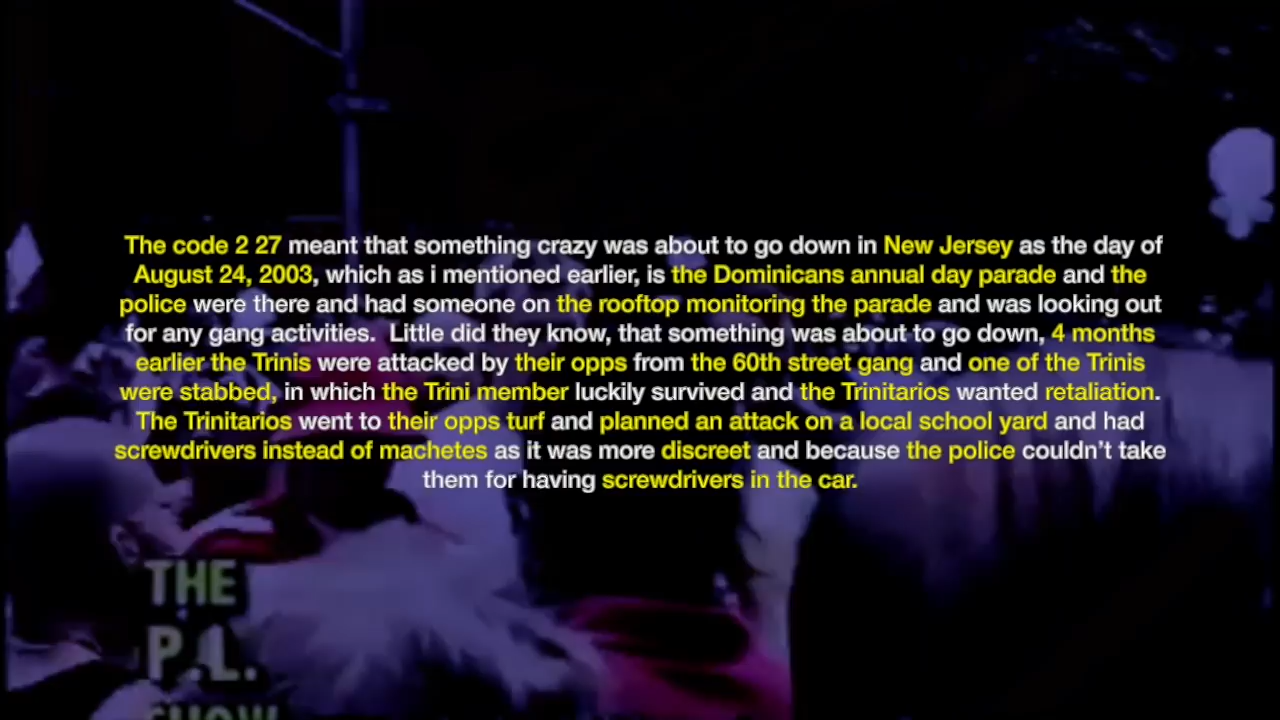 The code 2 27 meant that something crazy was about to go down in New Jersey as the day of
August 24, 2003, which as i mentioned earlier, is the Dominicans annual day parade and the
police were there and had someone on the rooftop monitoring the parade and was looking out
for any gang activities.  Little did they know, that something was about to go down, 4 months
earlier the Trinis were attacked by their opps from the 60th street gang and one of the Trinis
were stabbed, in which the Trini member luckily survived and the Trinitarios wanted retaliation.
The Trinitarios went to their opps turf and planned an attack on a local school yard and had
screwdrivers instead of machetes as it was more discreet and because the police couldn’t take
them for having screwdrivers in the car.
THE
P.L.
SHOW